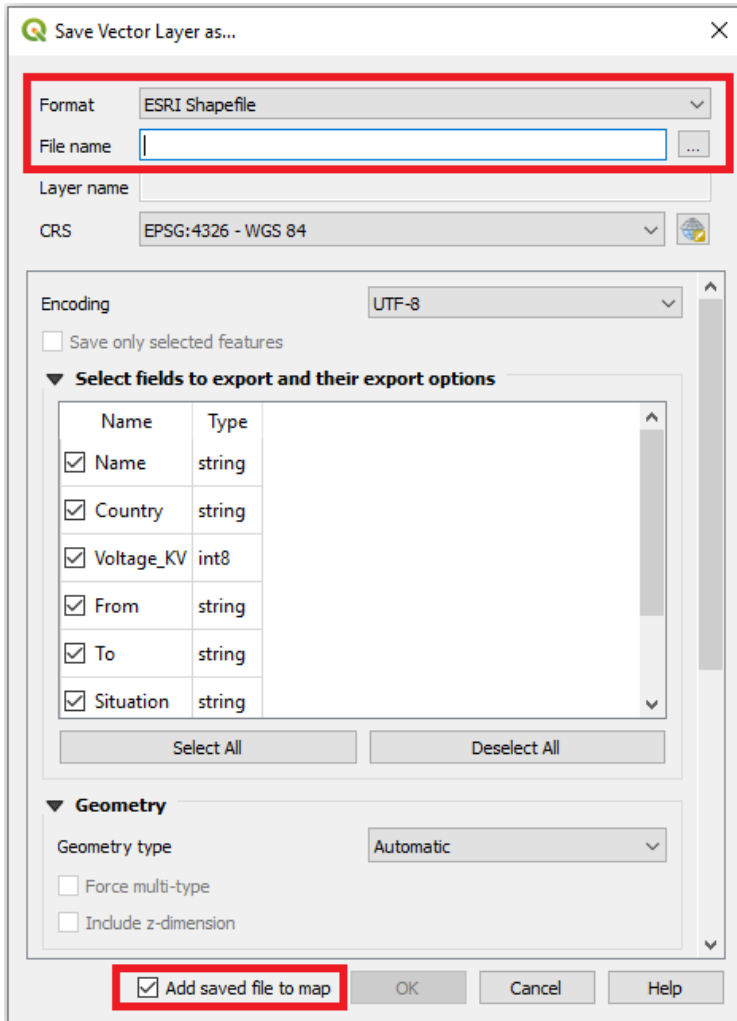 Save Vector Layer as...
Format ESRI Shapefile
File name ...
Layer name
CRS EPSG:4326 - WGS 84
Encoding UTF-8
Save only selected features
Select fields to export and their export options
Name Type
Name string
Country string
Voltage_KV int8
From string
To string
Situation string
Select All Deselect All
Geometry
Geometry type Automatic
Force multi-type
Include z-dimension
Add saved file to map OK Cancel Help